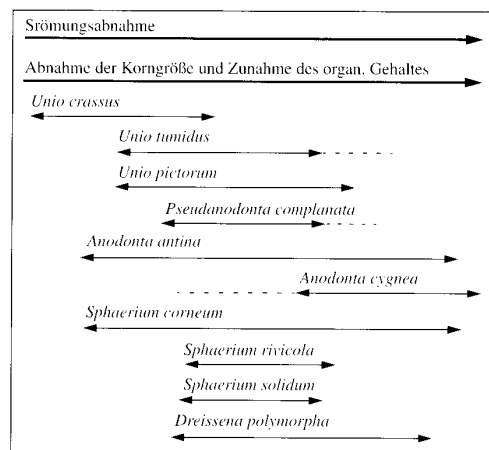 Srömungsabnahme
Abnahme der Korngröße und Zunahme des organ. Gehaltes
Unio crassus
Unio tumidus
Unio pictorum
Pseudanodonta complanata
Anodonta antina
Anodonta cygnea
Sphaerium corneum
Sphaerium rivicola
Sphaerium solidum
Dreissena polymorpha